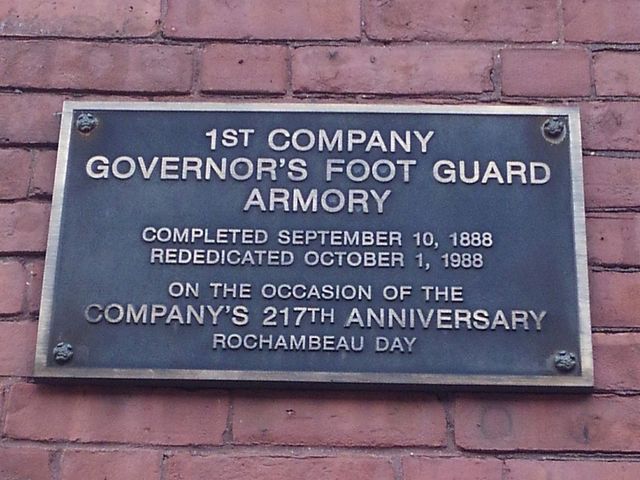 1ST COMPANY
GOVERNOR'S FOOT GUARD
ARMORY
COMPLETED SEPTEMBER 10, 1888
REDEDICATED OCTOBER 1, 1988
ON THE OCCASION OF THE
COMPANY'S 217TH ANNIVERSARY
ROCHAMBEAU DAY